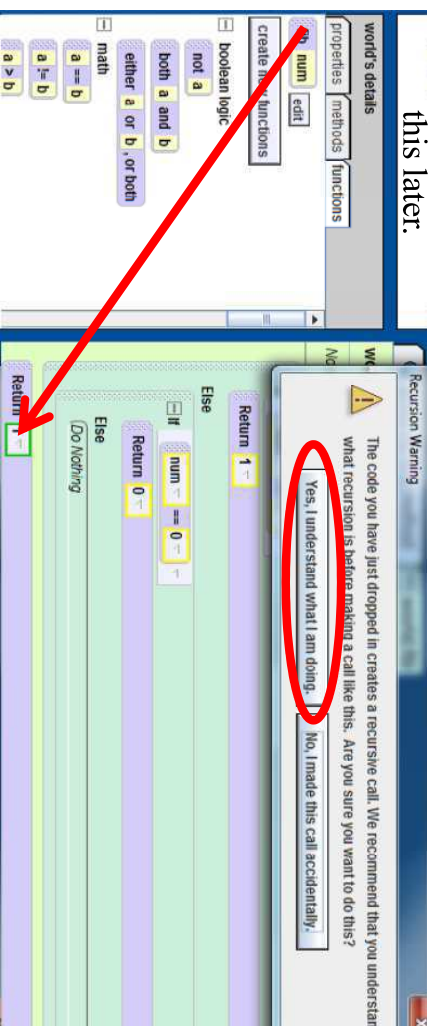 this later.
world's details
properties methods functions
num edit
create new functions
boolean logic
not a
both a and b
either a or b , or both
math
a == b
a != b
a > b
Recursion Warning
The code you have just dropped in creates a recursive call. We recommend that you understan
what recursion is before making a call like this. Are you sure you want to do this?
Yes, I understand what I am doing.
No, I made this call accidentally.
wo
No
Return 1
Else
If num == 0
Return 0
Else
(Do Nothing
Return